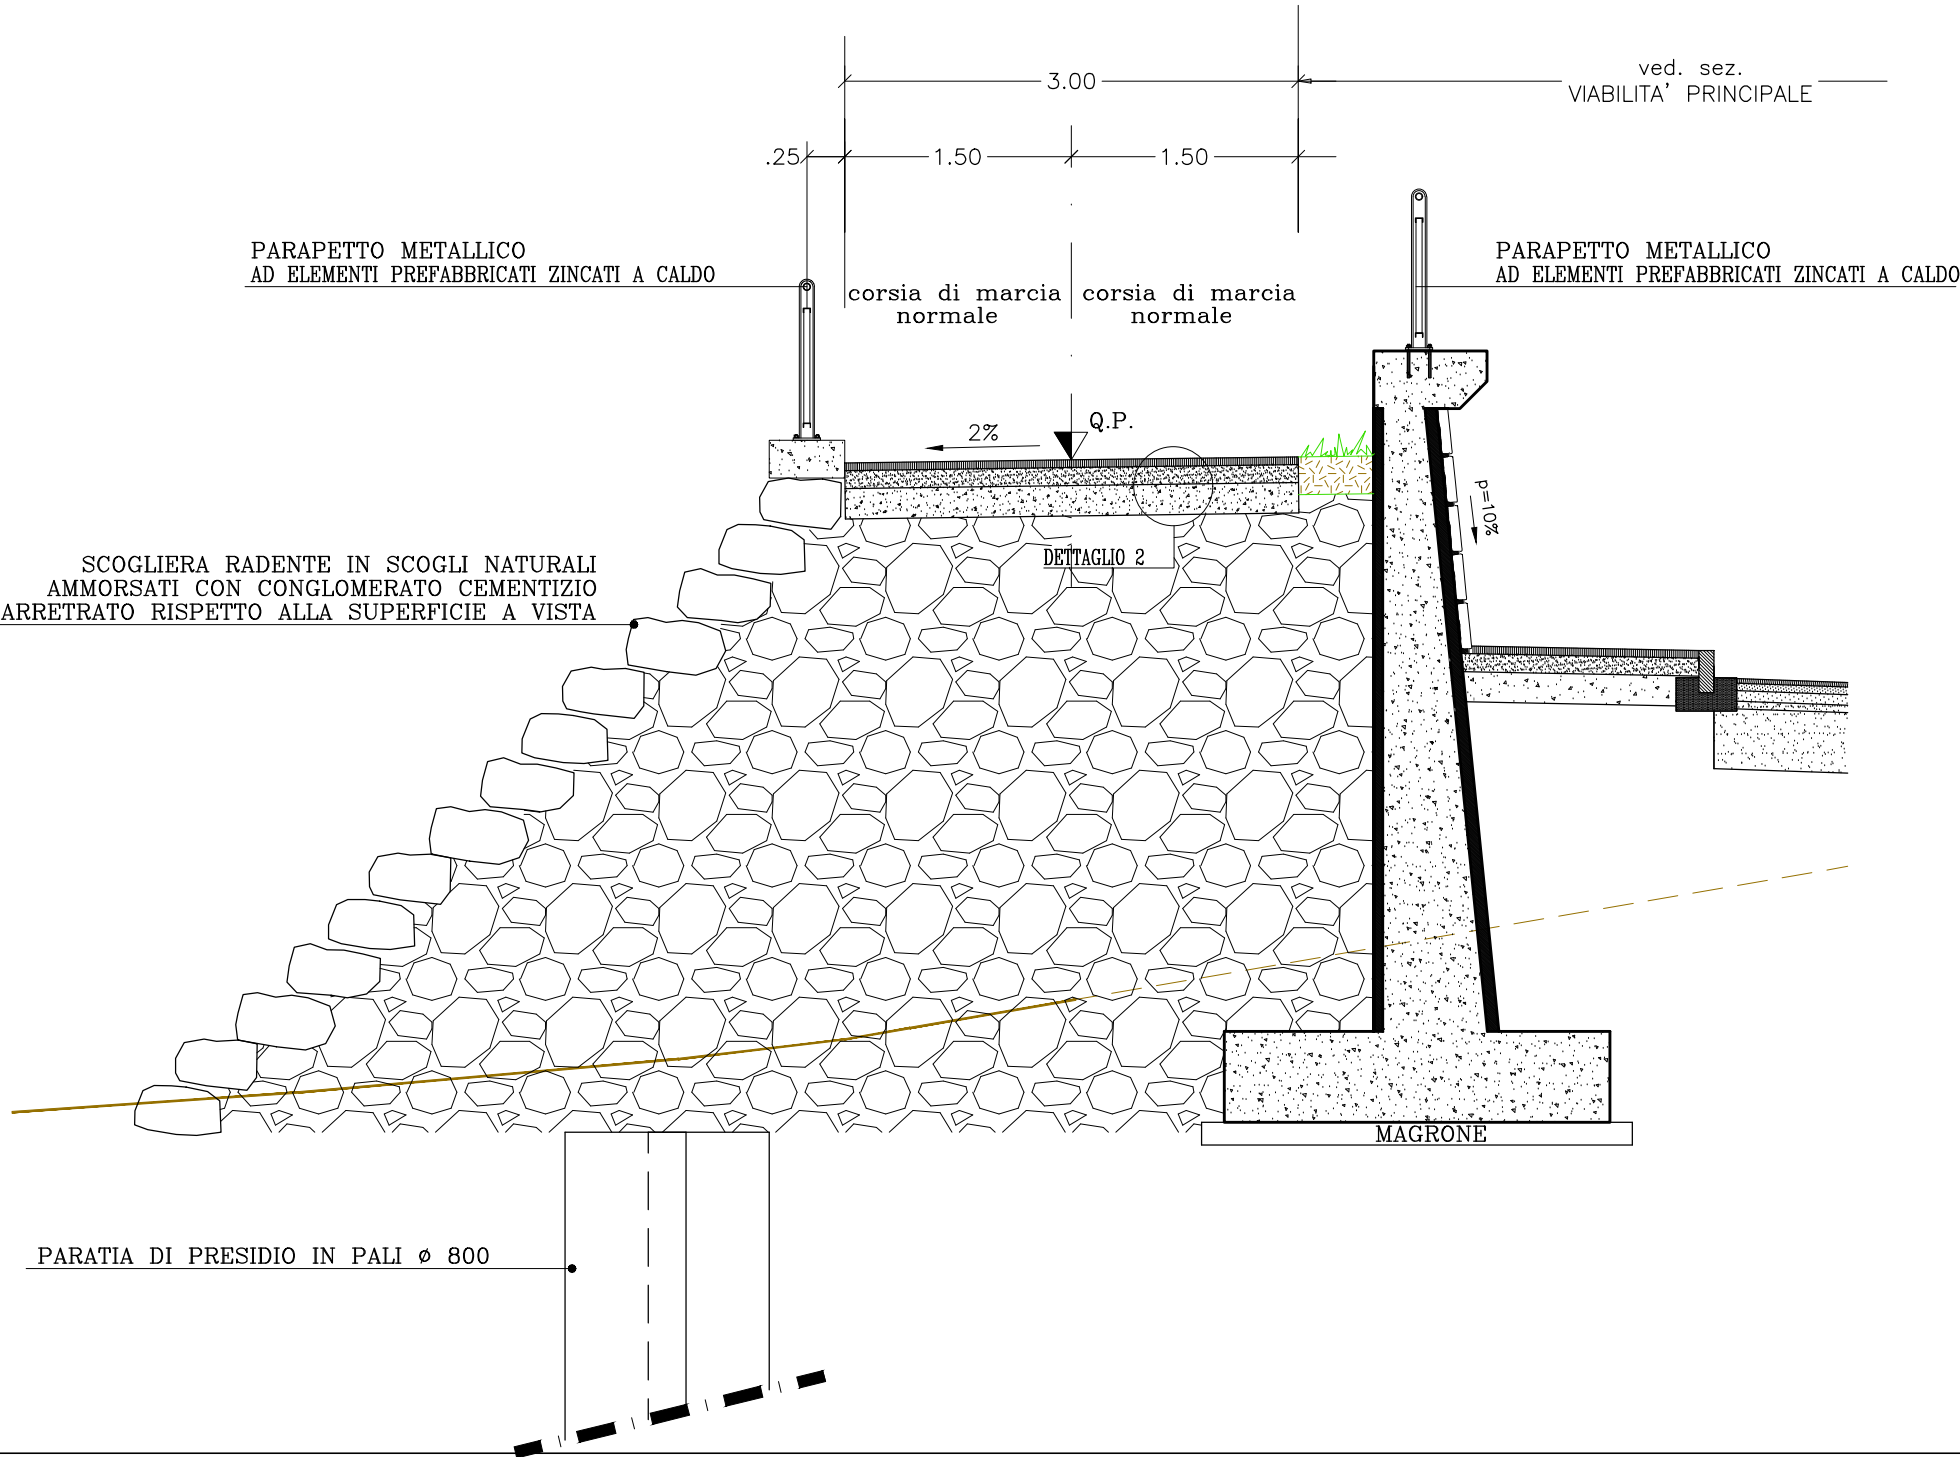 3.00
ved. sez.
VIABILITA' PRINCIPALE
.25
1.50
1.50
PARAPETTO METALLICO
AD ELEMENTI PREFABBRICATI ZINCATI A CALDO
PARAPETTO METALLICO
AD ELEMENTI PREFABBRICATI ZINCATI A CALDO
corsia di marcia
normale
corsia di marcia
normale
Q.P.
2%
p=10%
DETTAGLIO 2
SCOGLIERA RADENTE IN SCOGLI NATURALI
AMMORSATI CON CONGLOMERATO CEMENTIZIO
ARRETRATO RISPETTO ALLA SUPERFICIE A VISTA
MAGRONE
PARATIA DI PRESIDIO IN PALI ø 800